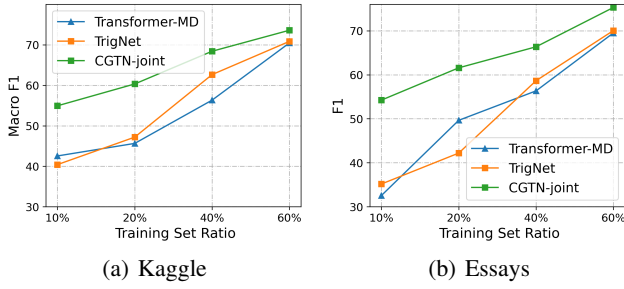 Transformer-MD
TrigNet
CGTN-joint
Macro F1
70
60
50
40
30
10% 20% 40% 60%
Training Set Ratio
(a) Kaggle
F1
70
60
50
40
30
Transformer-MD
TrigNet
CGTN-joint
10% 20% 40% 60%
Training Set Ratio
(b) Essays